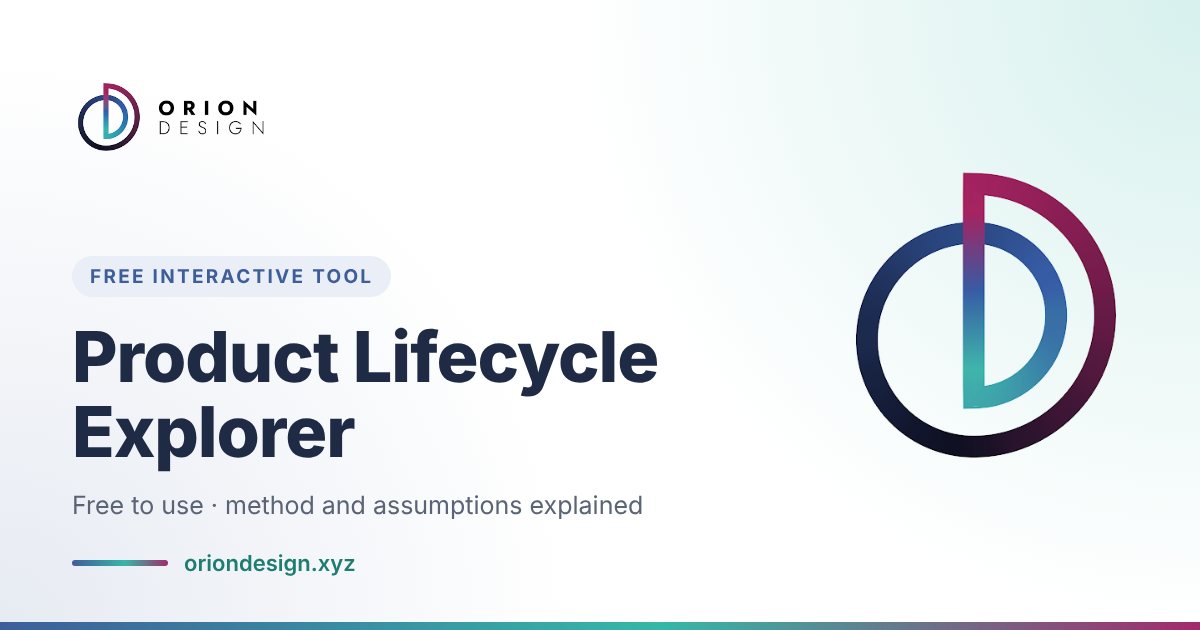 ORION
DESIGN
FREE INTERACTIVE TOOL
Product Lifecycle
Explorer
Free to use · method and assumptions explained
oriondesign.xyz